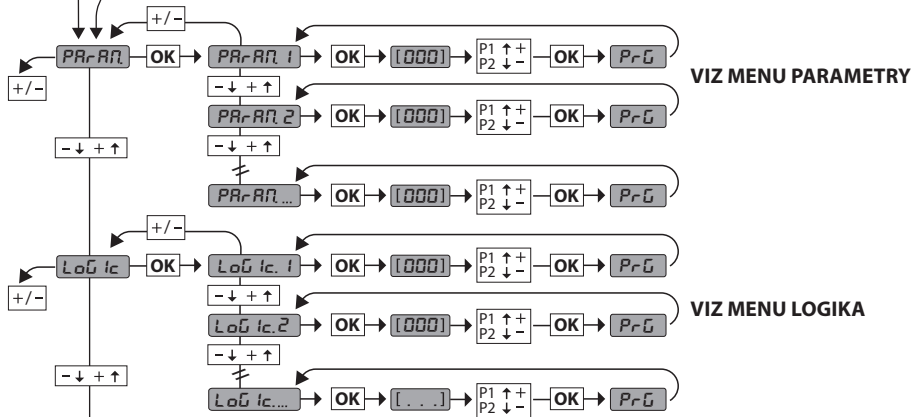 +/-
PArAM. OK PArAM. 1 OK [000] P1 ↑ + P2 ↓ - OK PrG
+/-
- ↓ + ↑
VIZ MENU PARAMETRY
PArAM. 2 OK [000] P1 ↑ + P2 ↓ - OK PrG
- ↓ + ↑
- ↓ + ↑
PArAM. ... OK [000] P1 ↑ + P2 ↓ - OK PrG
+/-
LoGIc OK LoGIc. 1 OK [000] P1 ↑ + P2 ↓ - OK PrG
+/-
- ↓ + ↑
VIZ MENU LOGIKA
LoGIc. 2 OK [000] P1 ↑ + P2 ↓ - OK PrG
- ↓ + ↑
- ↓ + ↑
LoGIc. ... OK [...] P1 ↑ + P2 ↓ - OK PrG